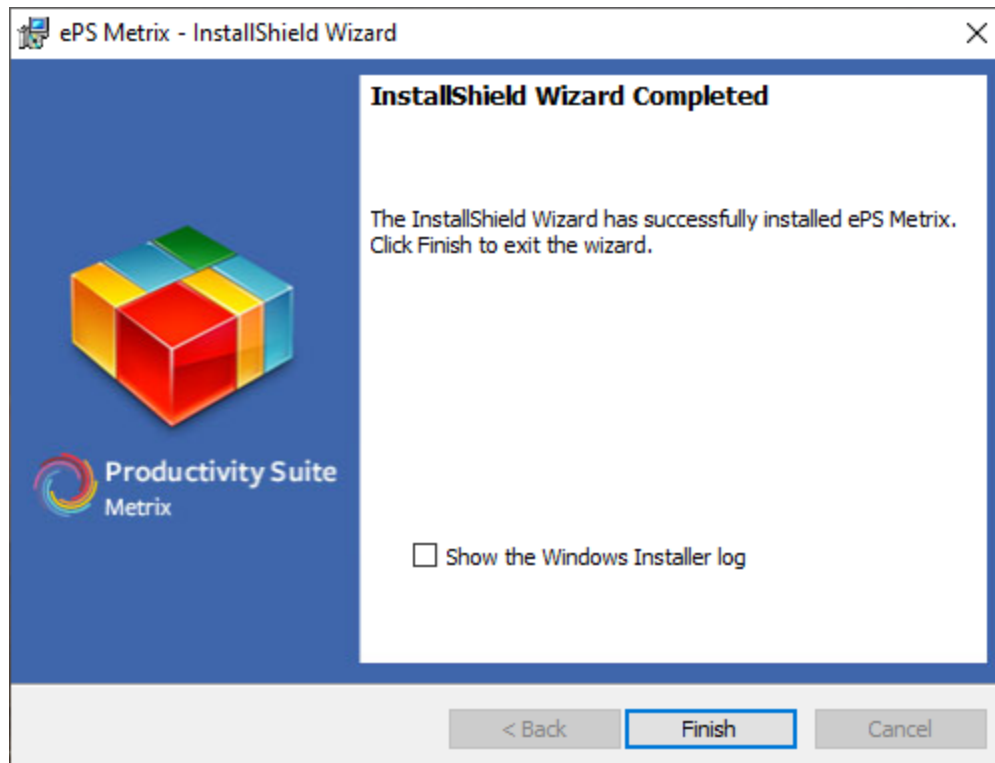 ePS Metrix - InstallShield Wizard
InstallShield Wizard Completed
The InstallShield Wizard has successfully installed ePS Metrix.
Click Finish to exit the wizard.
Productivity Suite
Metrix
Show the Windows Installer log
< Back
Finish
Cancel